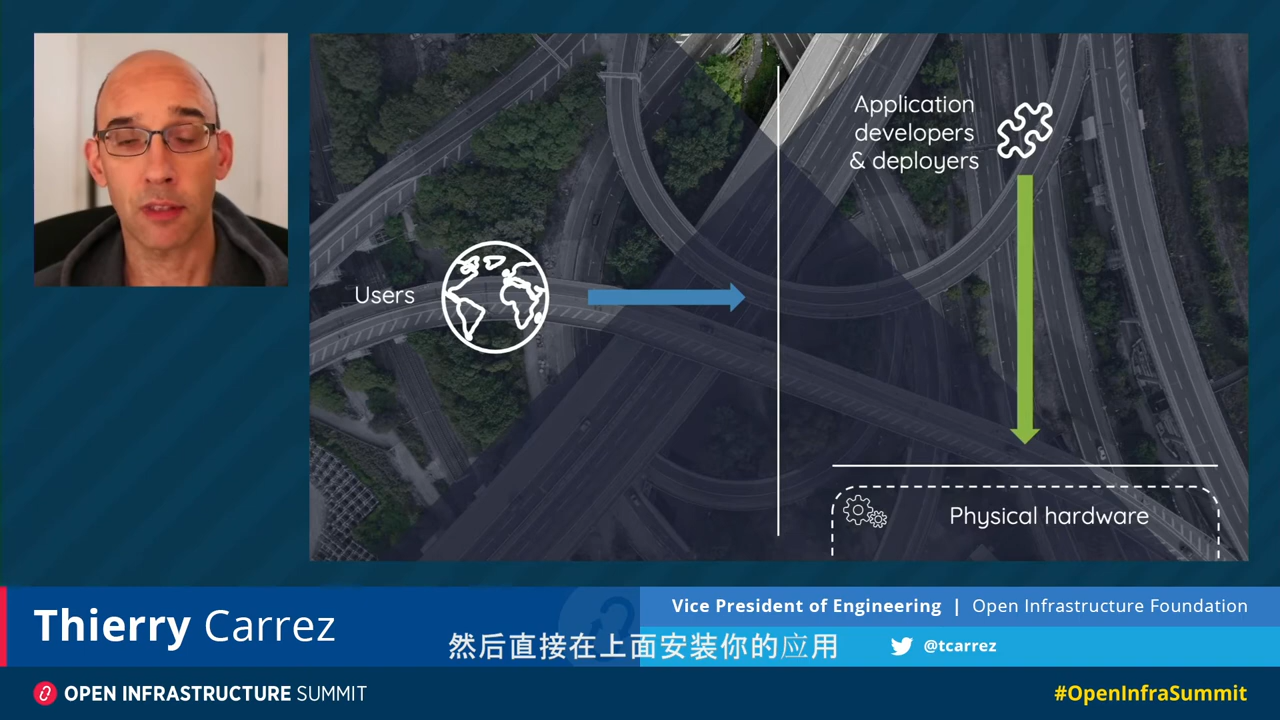 Application
developers
& deployers
Users
Physical hardware
Thierry Carrez
Vice President of Engineering | Open Infrastructure Foundation
@tcarrez
然后直接在上面安装你的应用
OPEN INFRASTRUCTURE SUMMIT
#OpenInfraSummit